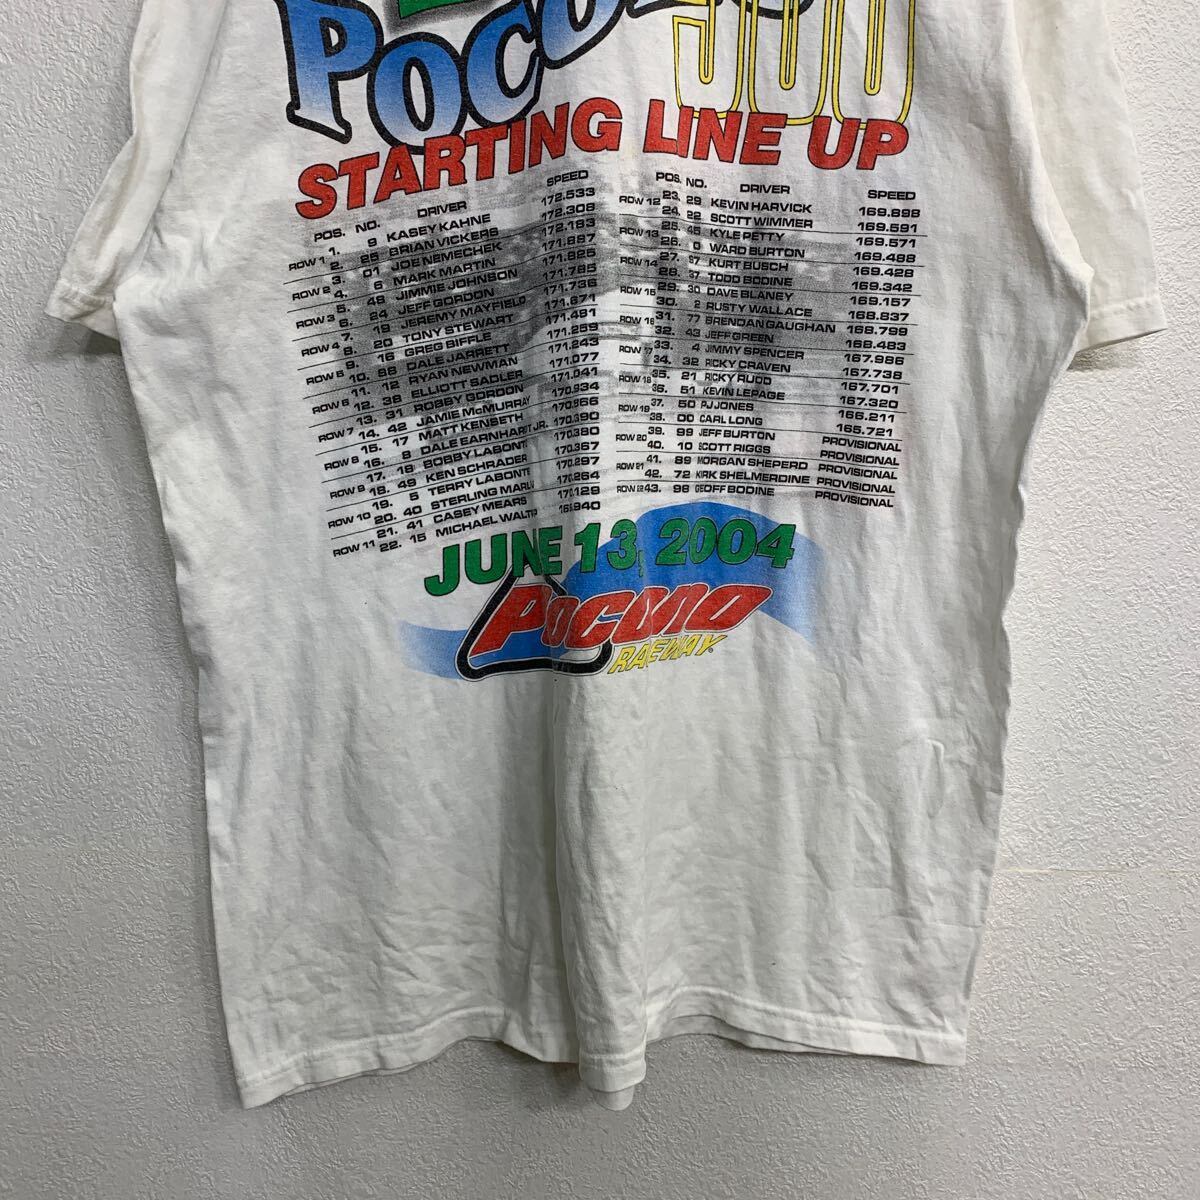 POCONO 500
STARTING LINE UP
POS. NO. DRIVER SPEED
ROW 1 1. 9 KASEY KAHNE 172.533
2. 25 BRIAN VICKERS 172.308
ROW 2 3. 01 JOE NEMECHEK 172.183
4. 6 MARK MARTIN 171.897
ROW 3 5. 48 JIMMIE JOHNSON 171.825
6. 24 JEFF GORDON 171.785
ROW 4 7. 19 JEREMY MAYFIELD 171.736
8. 20 TONY STEWART 171.671
ROW 5 9. 16 GREG BIFFLE 171.491
10. 88 DALE JARRETT 171.259
ROW 6 11. 12 RYAN NEWMAN 171.243
12. 38 ELLIOTT SADLER 171.077
ROW 7 13. 31 ROBBY GORDON 171.041
14. 42 JAMIE McMURRAY 170.934
ROW 8 15. 17 MATT KENSETH 170.866
16. 8 DALE EARNHARDT JR. 170.390
ROW 9 17. 18 BOBBY LABONTE 170.380
18. 49 KEN SCHRADER 170.367
ROW 10 19. 5 TERRY LABONTE 170.297
20. 40 STERLING MARLI 170.264
ROW 11 21. 41 CASEY MEARS 170.129
22. 15 MICHAEL WALTRIP 169.940
POS. NO. DRIVER SPEED
ROW 12 23. 29 KEVIN HARVICK 169.898
24. 22 SCOTT WIMMER 169.591
ROW 13 25. 45 KYLE PETTY 169.571
26. 0 WARD BURTON 169.488
ROW 14 27. 97 KURT BUSCH 169.428
28. 37 TODD BODINE 169.342
ROW 15 29. 30 DAVE BLANEY 169.157
30. 2 RUSTY WALLACE 168.837
ROW 16 31. 77 BRENDAN GAUGHAN 168.799
32. 43 JEFF GREEN 168.483
ROW 17 33. 4 JIMMY SPENCER 167.986
34. 32 RICKY CRAVEN 167.738
ROW 18 35. 21 RICKY RUDD 167.701
36. 51 KEVIN LEPAGE 167.320
ROW 19 37. 50 PJ JONES 166.211
38. 00 CARL LONG 165.721
ROW 20 39. 99 JEFF BURTON PROVISIONAL
40. 10 SCOTT RIGGS PROVISIONAL
ROW 21 41. 89 MORGAN SHEPERD PROVISIONAL
42. 72 KIRK SHELMERDINE PROVISIONAL
ROW 22 43. 98 GEOFF BODINE PROVISIONAL
JUNE 13, 2004
POCONO
RACEWAY